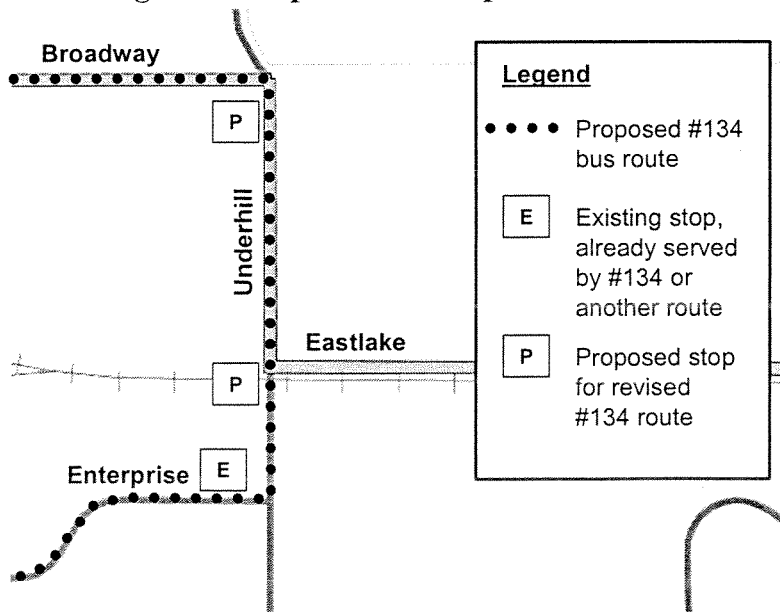 Broadway
P
Underhill
Eastlake
P
Enterprise
E
Legend
Proposed #134
bus route
E
Existing stop,
already served
by #134 or
another route
P
Proposed stop
for revised
#134 route